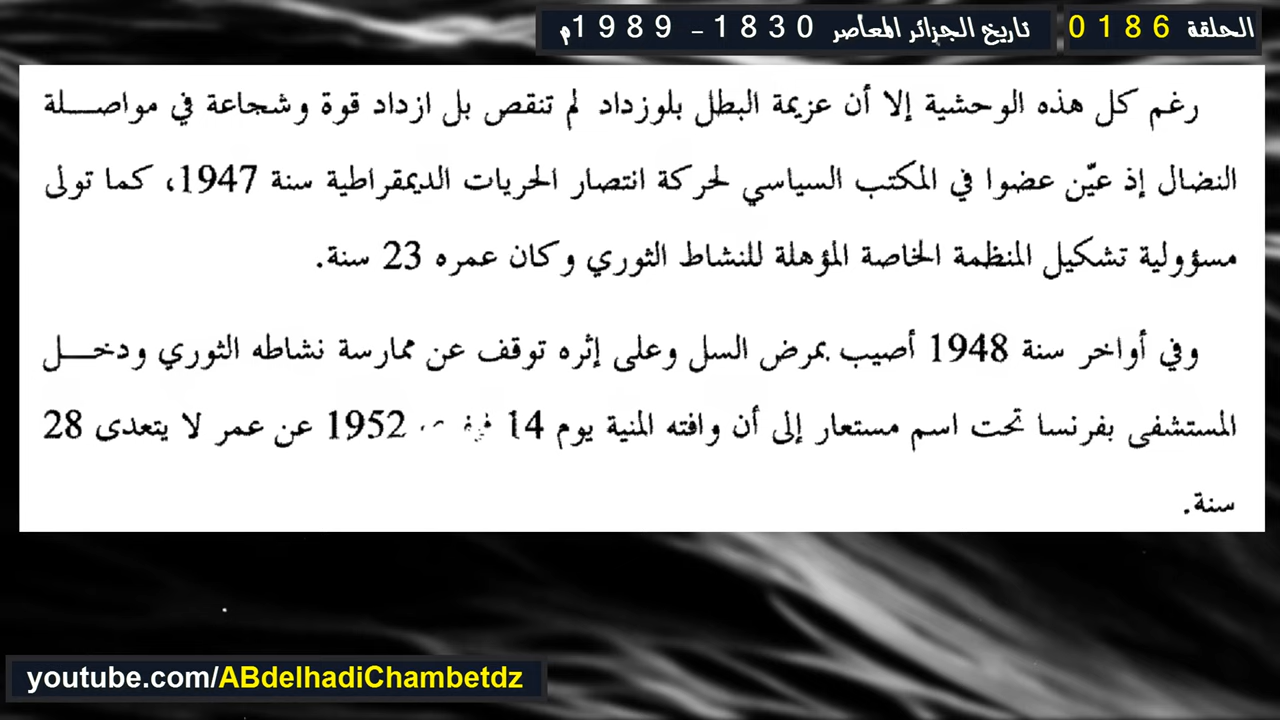 الحلقة 0186
تاريخ الجزائر المعاصر 1830 - 1989م
رغم كل هذه الوحشية إلا أن عزيمة البطل بلوزداد لم تنقص بل ازداد قوة وشجاعة في مواصلة
النضال إذ عيّن عضوا في المكتب السياسي لحركة انتصار الحريات الديمقراطية سنة 1947، كما تولى
مسؤولية تشكيل المنظمة الخاصة المؤهلة للنشاط الثوري وكان عمره 23 سنة.
وفي أواخر سنة 1948 أصيب بمرض السل وعلى إثره توقف عن ممارسة نشاطه الثوري ودخل
المستشفى بفرنسا تحت اسم مستعار إلى أن وافته المنية يوم 14 1952 عن عمر لا يتعدى 28
سنة.
youtube.com/ABdelhadiChambetdz